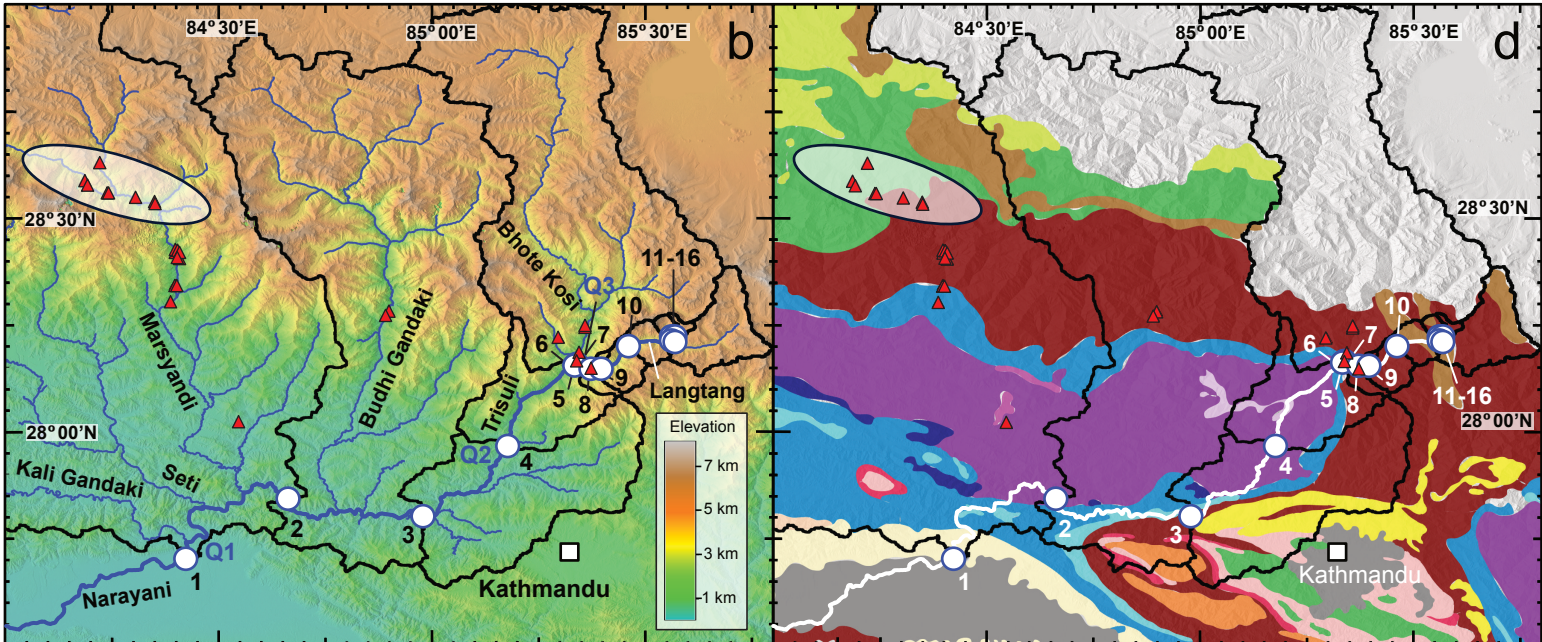 84°30'E
85°00'E
85°30'E
b
28°30'N
28°00'N
Bhote Kosi
Q3
11-16
10
7
6
5
8
9
Langtang
Marsyandi
Budhi Gandaki
Trisuli
Q2
4
Kali Gandaki
Seti
2
3
Q1
1
Narayani
Kathmandu
Elevation
7 km
5 km
3 km
1 km
84°30'E
85°00'E
85°30'E
d
28°30'N
28°00'N
10
7
6
5
8
9
11-16
4
2
3
1
Kathmandu